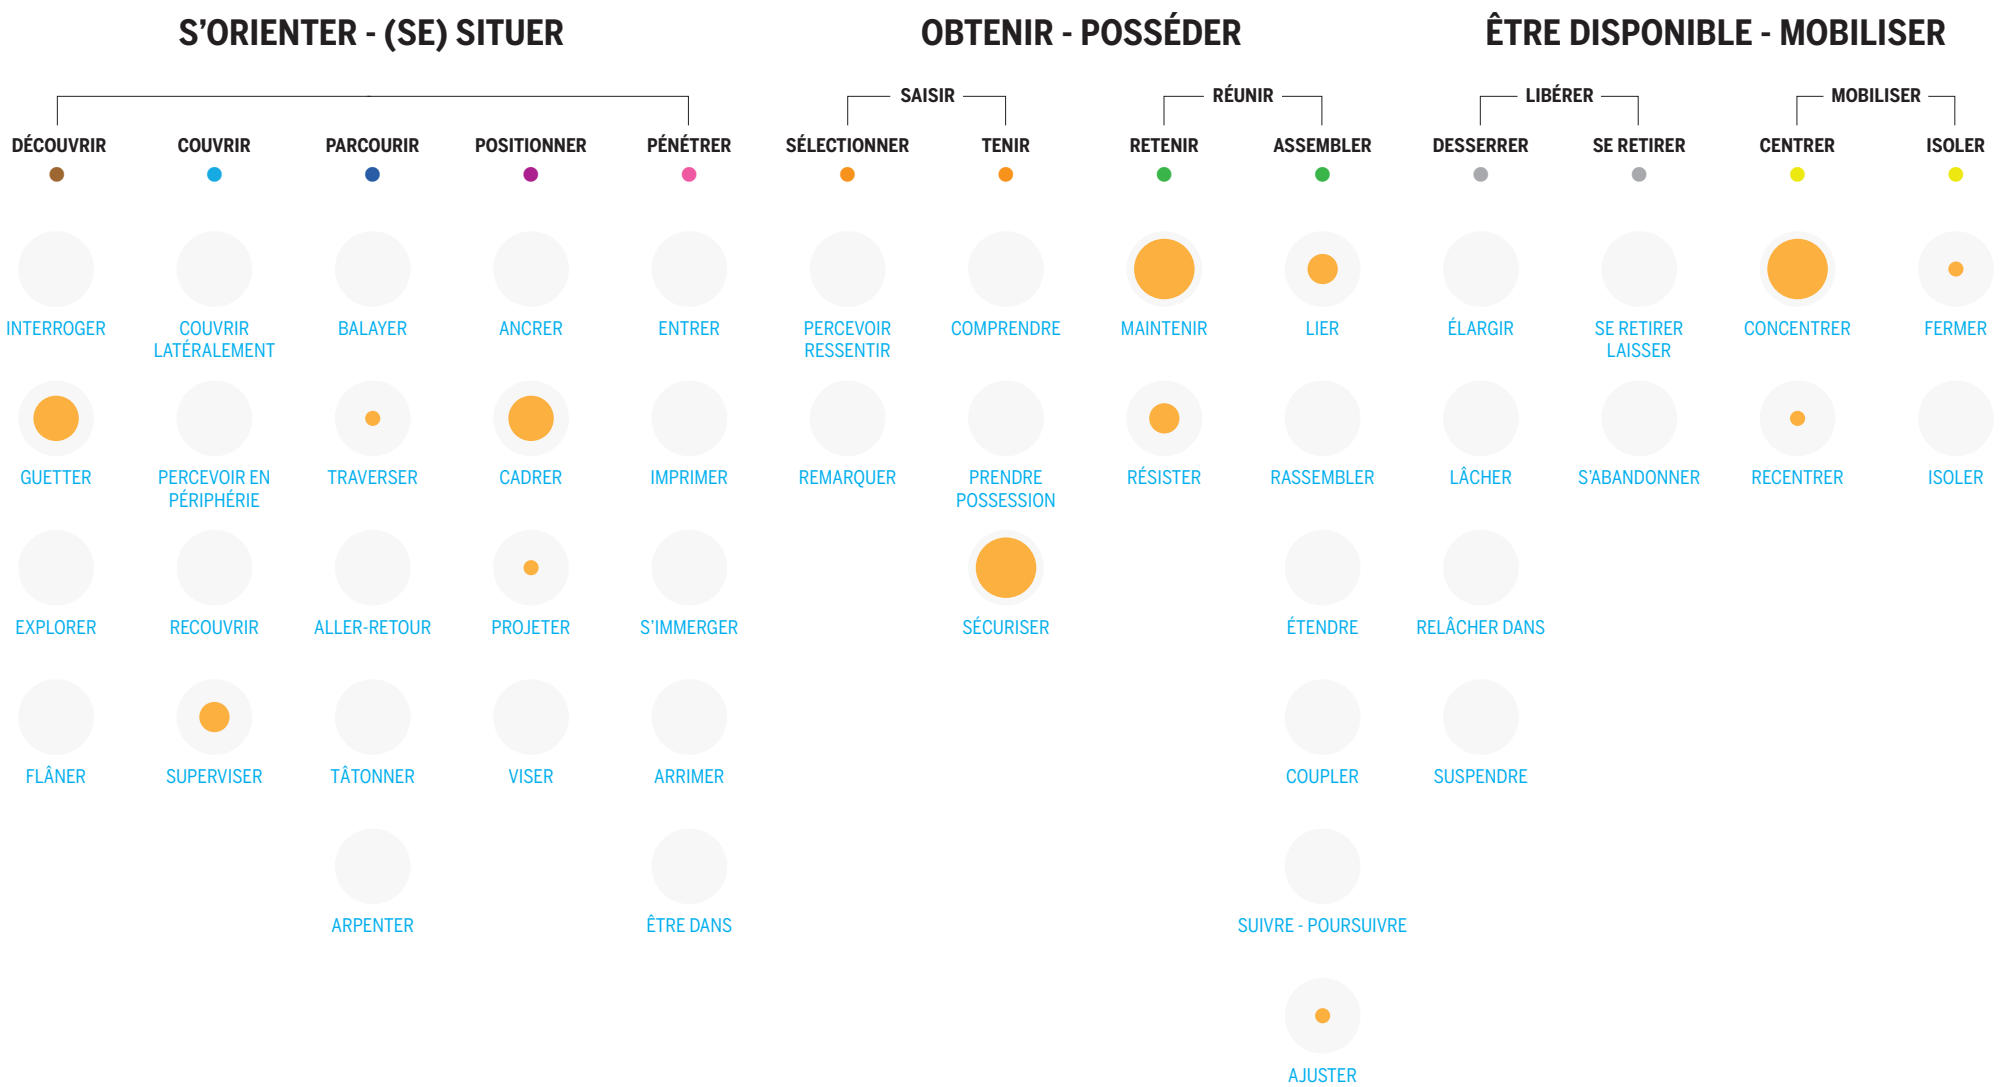 S’ORIENTER - (SE) SITUER
OBTENIR - POSSÉDER
ÊTRE DISPONIBLE - MOBILISER
SAISIR
RÉUNIR
LIBÉRER
MOBILISER
DÉCOUVRIR
COUVRIR
PARCOURIR
POSITIONNER
PÉNÉTRER
SÉLECTIONNER
TENIR
RETENIR
ASSEMBLER
DESSERRER
SE RETIRER
CENTRER
ISOLER
INTERROGER
COUVRIR
LATÉRALEMENT
BALAYER
ANCRER
ENTRER
PERCEVOIR
RESSENTIR
COMPRENDRE
MAINTENIR
LIER
ÉLARGIR
SE RETIRER
LAISSER
CONCENTRER
FERMER
GUETTER
PERCEVOIR EN
PÉRIPHÉRIE
TRAVERSER
CADRER
IMPRIMER
REMARQUER
PRENDRE
POSSESSION
RÉSISTER
RASSEMBLER
LÂCHER
S’ABANDONNER
RECENTRER
ISOLER
EXPLORER
RECOUVRIR
ALLER-RETOUR
PROJETER
S’IMMERGER
SÉCURISER
ÉTENDRE
RELÂCHER DANS
FLÂNER
SUPERVISER
TÂTONNER
VISER
ARRIMER
COUPLER
SUSPENDRE
ARPENTER
ÊTRE DANS
SUIVRE - POURSUIVRE
AJUSTER